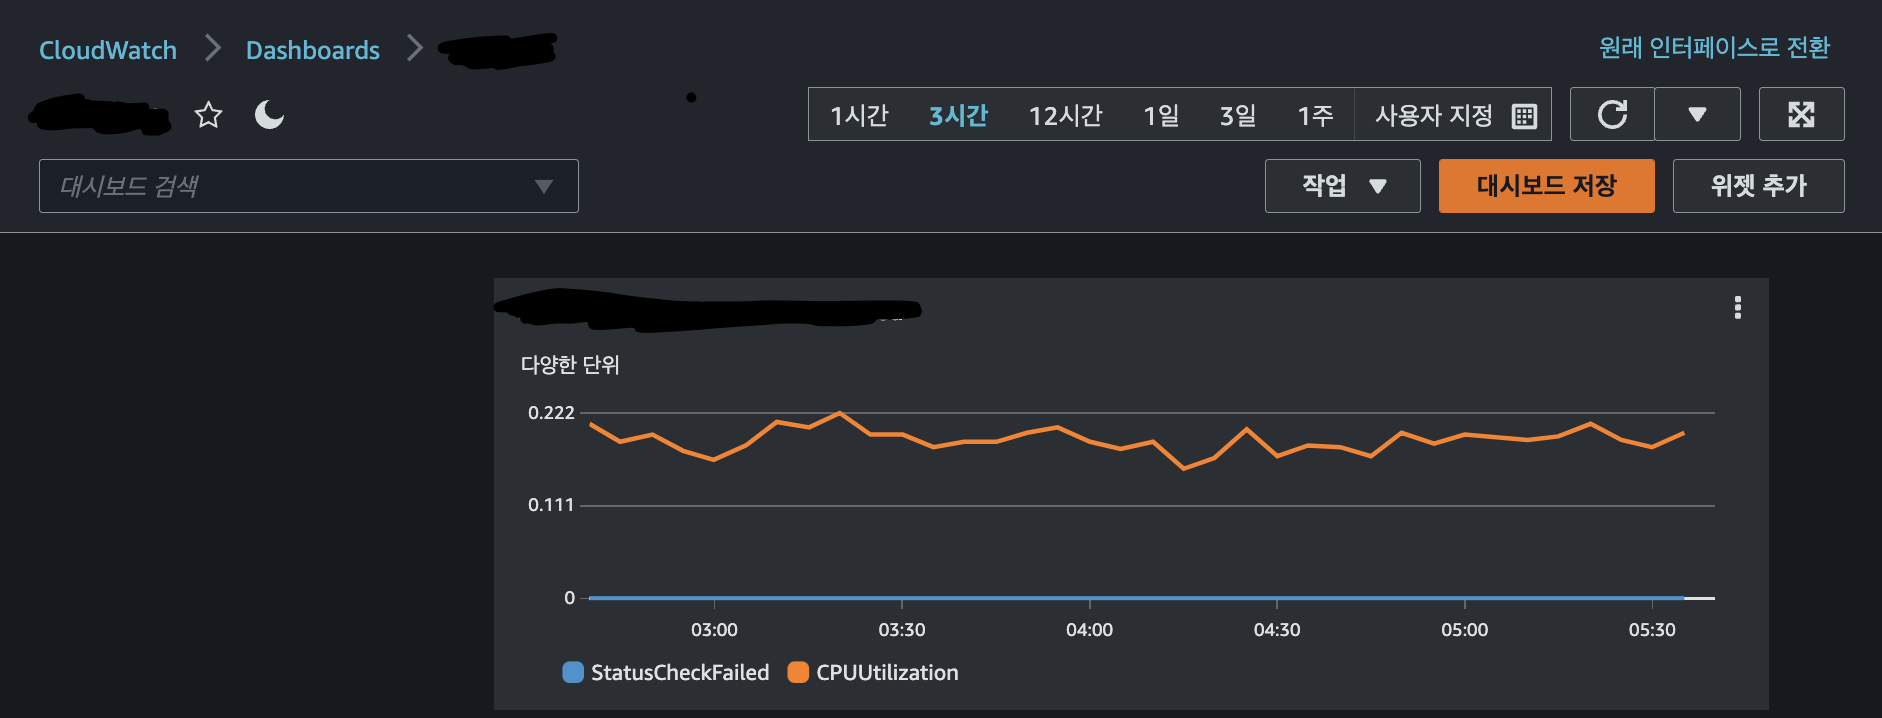 CloudWatch Dashboards
원래 인터페이스로 전환
1시간 3시간 12시간 1일 3일 1주 사용자 지정
대시보드 검색
작업 대시보드 저장 위젯 추가
다양한 단위
0.222
0.111
0
03:00 03:30 04:00 04:30 05:00 05:30
StatusCheckFailed CPUUtilization